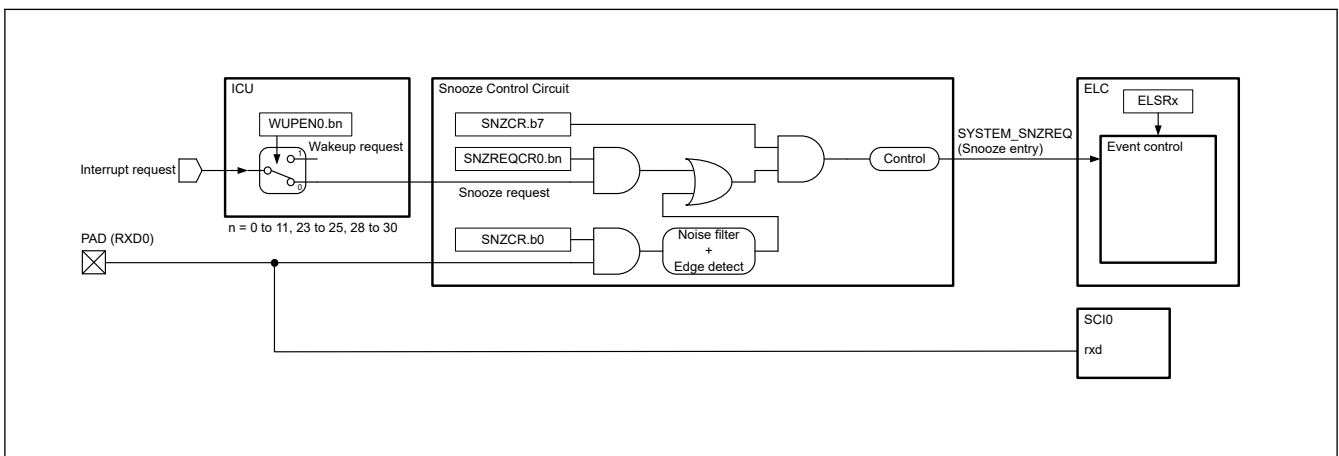 ICU
WUPEN0.bn
1
Wakeup request
0
Interrupt request
n = 0 to 11, 23 to 25, 28 to 30
PAD (RXD0)
Snooze Control Circuit
SNZCR.b7
SNZREQCR0.bn
Snooze request
SNZCR.b0
Noise filter
+
Edge detect
Control
SYSTEM_SNZREQ
(Snooze entry)
ELC
ELSRx
Event control
SCI0
rxd